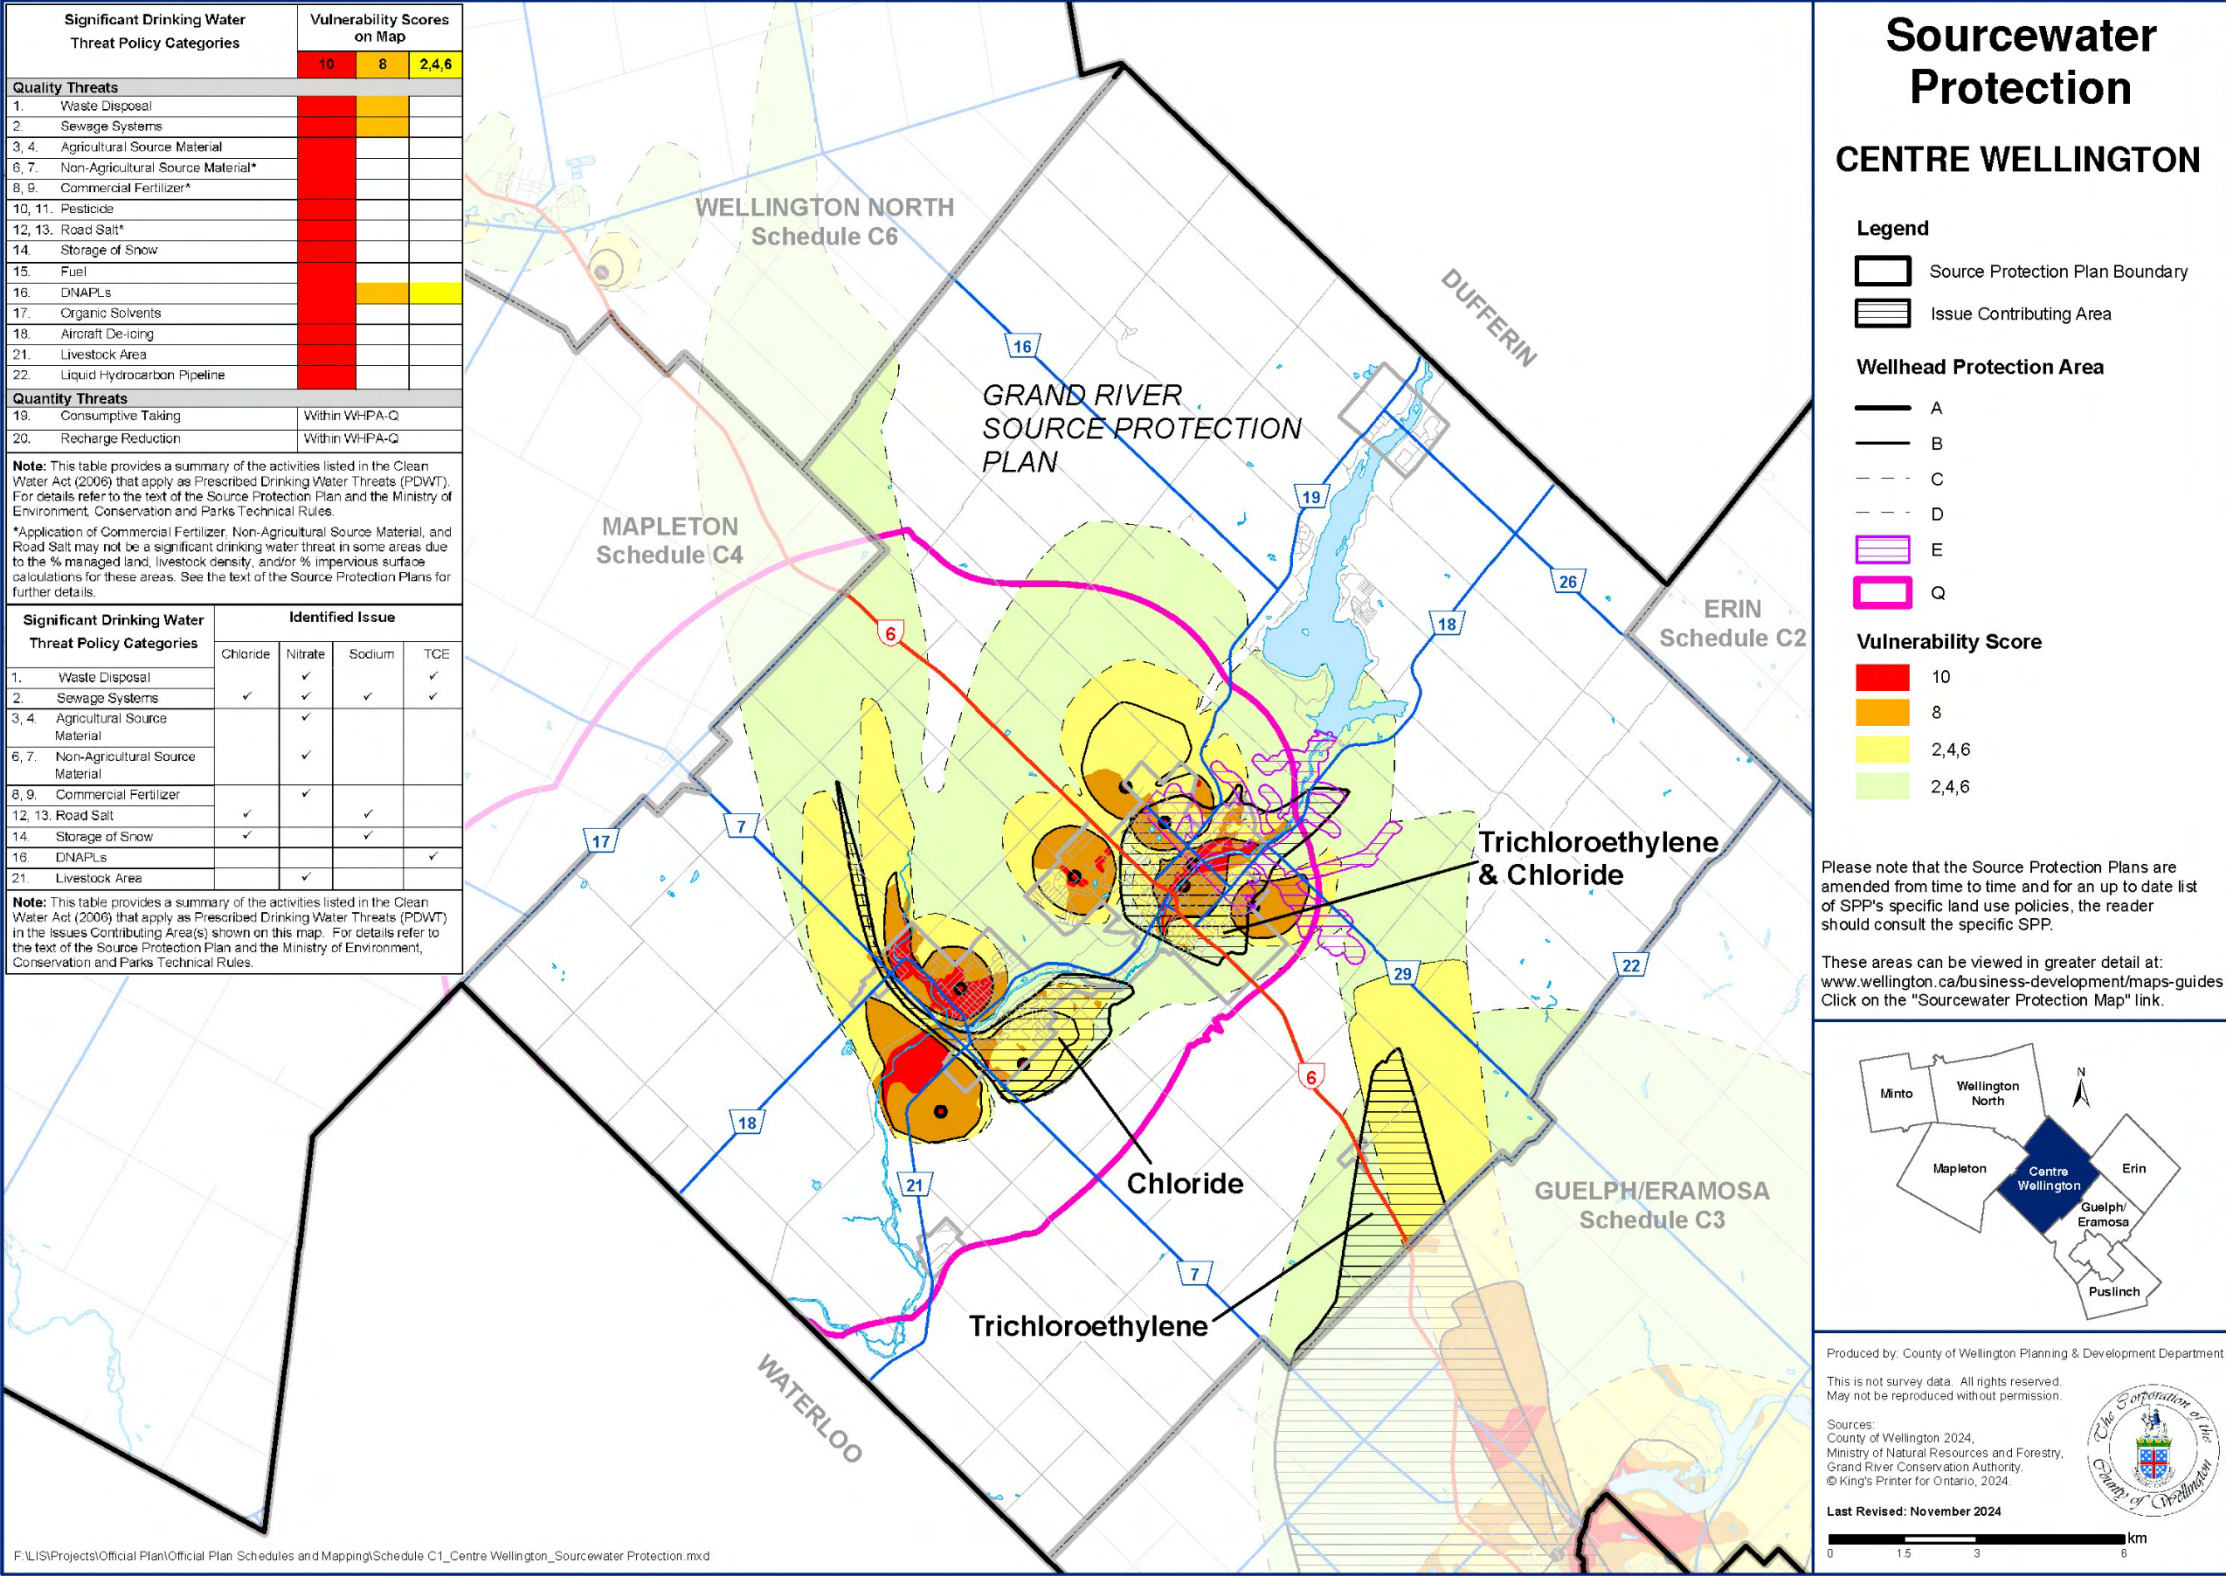 Significant Drinking Water
Threat Policy Categories
Vulnerability Scores
on Map
10 8 2,4,6
Quality Threats
1. Waste Disposal
2. Sewage Systems
3, 4. Agricultural Source Material
6, 7. Non-Agricultural Source Material*
8, 9. Commercial Fertilizer*
10, 11. Pesticide
12, 13. Road Salt*
14. Storage of Snow
15. Fuel
16. DNAPLs
17. Organic Solvents
18. Aircraft De-icing
21. Livestock Area
22. Liquid Hydrocarbon Pipeline
Quantity Threats
19. Consumptive Taking Within WHPA-Q
20. Recharge Reduction Within WHPA-Q
Note: This table provides a summary of the activities listed in the Clean
Water Act (2006) that apply as Prescribed Drinking Water Threats (PDWT).
For details refer to the text of the Source Protection Plan and the Ministry of
Environment, Conservation and Parks Technical Rules.
*Application of Commercial Fertilizer, Non-Agricultural Source Material, and
Road Salt may not be a significant drinking water threat in some areas due
to the % managed land, livestock density, and/or % impervious surface
calculations for these areas. See the text of the Source Protection Plans for
further details.
Significant Drinking Water
Threat Policy Categories
Identified Issue
Chloride Nitrate Sodium TCE
1. Waste Disposal ✓ ✓
2. Sewage Systems ✓ ✓ ✓ ✓
3, 4. Agricultural Source ✓
Material
6, 7. Non-Agricultural Source ✓
Material
8, 9. Commercial Fertilizer ✓
12, 13. Road Salt ✓ ✓
14. Storage of Snow ✓ ✓
16. DNAPLs ✓
21. Livestock Area ✓
Note: This table provides a summary of the activities listed in the Clean
Water Act (2006) that apply as Prescribed Drinking Water Threats (PDWT)
in the Issues Contributing Area(s) shown on this map. For details refer to
the text of the Source Protection Plan and the Ministry of Environment,
Conservation and Parks Technical Rules.
WELLINGTON NORTH
Schedule C6
DUFFERIN
16
GRAND RIVER
SOURCE PROTECTION
PLAN
19
MAPLETON
Schedule C4
26
ERIN
Schedule C2
6
18
17
7
Trichloroethylene
& Chloride
29
22
6
18
21
Chloride
GUELPH/ERAMOSA
Schedule C3
7
Trichloroethylene
WATERLOO
F:\LIS\Projects\Official Plan\Official Plan Schedules and Mapping\Schedule C1_Centre Wellington_Sourcewater Protection.mxd
Sourcewater
Protection
CENTRE WELLINGTON
Legend
Source Protection Plan Boundary
Issue Contributing Area
Wellhead Protection Area
A
B
C
D
E
Q
Vulnerability Score
10
8
2,4,6
2,4,6
Please note that the Source Protection Plans are
amended from time to time and for an up to date list
of SPP's specific land use policies, the reader
should consult the specific SPP.
These areas can be viewed in greater detail at:
www.wellington.ca/business-development/maps-guides
Click on the "Sourcewater Protection Map" link.
N
Minto
Wellington
North
Mapleton
Centre
Wellington
Erin
Guelph/
Eramosa
Puslinch
Produced by: County of Wellington Planning & Development Department
This is not survey data. All rights reserved.
May not be reproduced without permission.
Sources:
County of Wellington 2024,
Ministry of Natural Resources and Forestry,
Grand River Conservation Authority.
© King's Printer for Ontario, 2024.
The Corporation of the
County of Wellington
Last Revised: November 2024
km
0 1.5 3 6